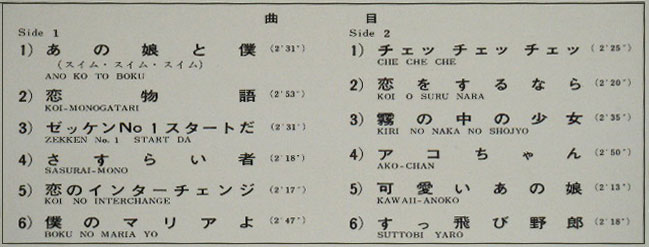 曲目
Side 1
1) あの娘と僕 (2'31")
(スイム・スイム・スイム)
ANO KO TO BOKU
2) 恋物語 (2'53")
KOI-MONOGATARI
3) ゼッケンNo1スタートだ (2'31")
ZEKKEN No. 1 START DA
4) さすらい者 (2'18")
SASURAI-MONO
5) 恋のインターチェンジ (2'17")
KOI NO INTERCHANGE
6) 僕のマリアよ (2'47")
BOKU NO MARIA YO
Side 2
1) チェッチェッチェッ (2'25")
CHE CHE CHE
2) 恋をするなら (2'20")
KOI O SURU NARA
3) 霧の中の少女 (2'35")
KIRI NO NAKA NO SHOJYO
4) アコちゃん (2'50")
AKO-CHAN
5) 可愛いあの娘 (2'13")
KAWAII-ANOKO
6) すっ飛び野郎 (2'18")
SUTTOBI YARŌ